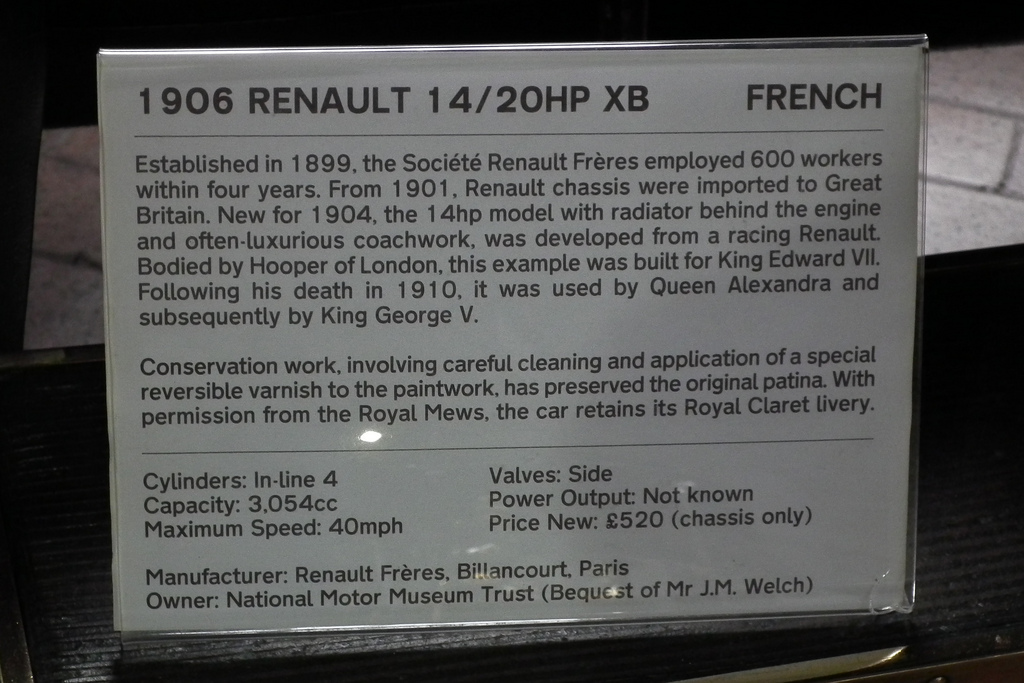 1906 RENAULT 14/20HP XB FRENCH
Established in 1899, the Société Renault Frères employed 600 workers
within four years. From 1901, Renault chassis were imported to Great
Britain. New for 1904, the 14hp model with radiator behind the engine
and often-luxurious coachwork, was developed from a racing Renault.
Bodied by Hooper of London, this example was built for King Edward VII.
Following his death in 1910, it was used by Queen Alexandra and
subsequently by King George V.
Conservation work, involving careful cleaning and application of a special
reversible varnish to the paintwork, has preserved the original patina. With
permission from the Royal Mews, the car retains its Royal Claret livery.
Cylinders: In-line 4
Capacity: 3,054cc
Maximum Speed: 40mph
Valves: Side
Power Output: Not known
Price New: £520 (chassis only)
Manufacturer: Renault Frères, Billancourt, Paris
Owner: National Motor Museum Trust (Bequest of Mr J.M. Welch)